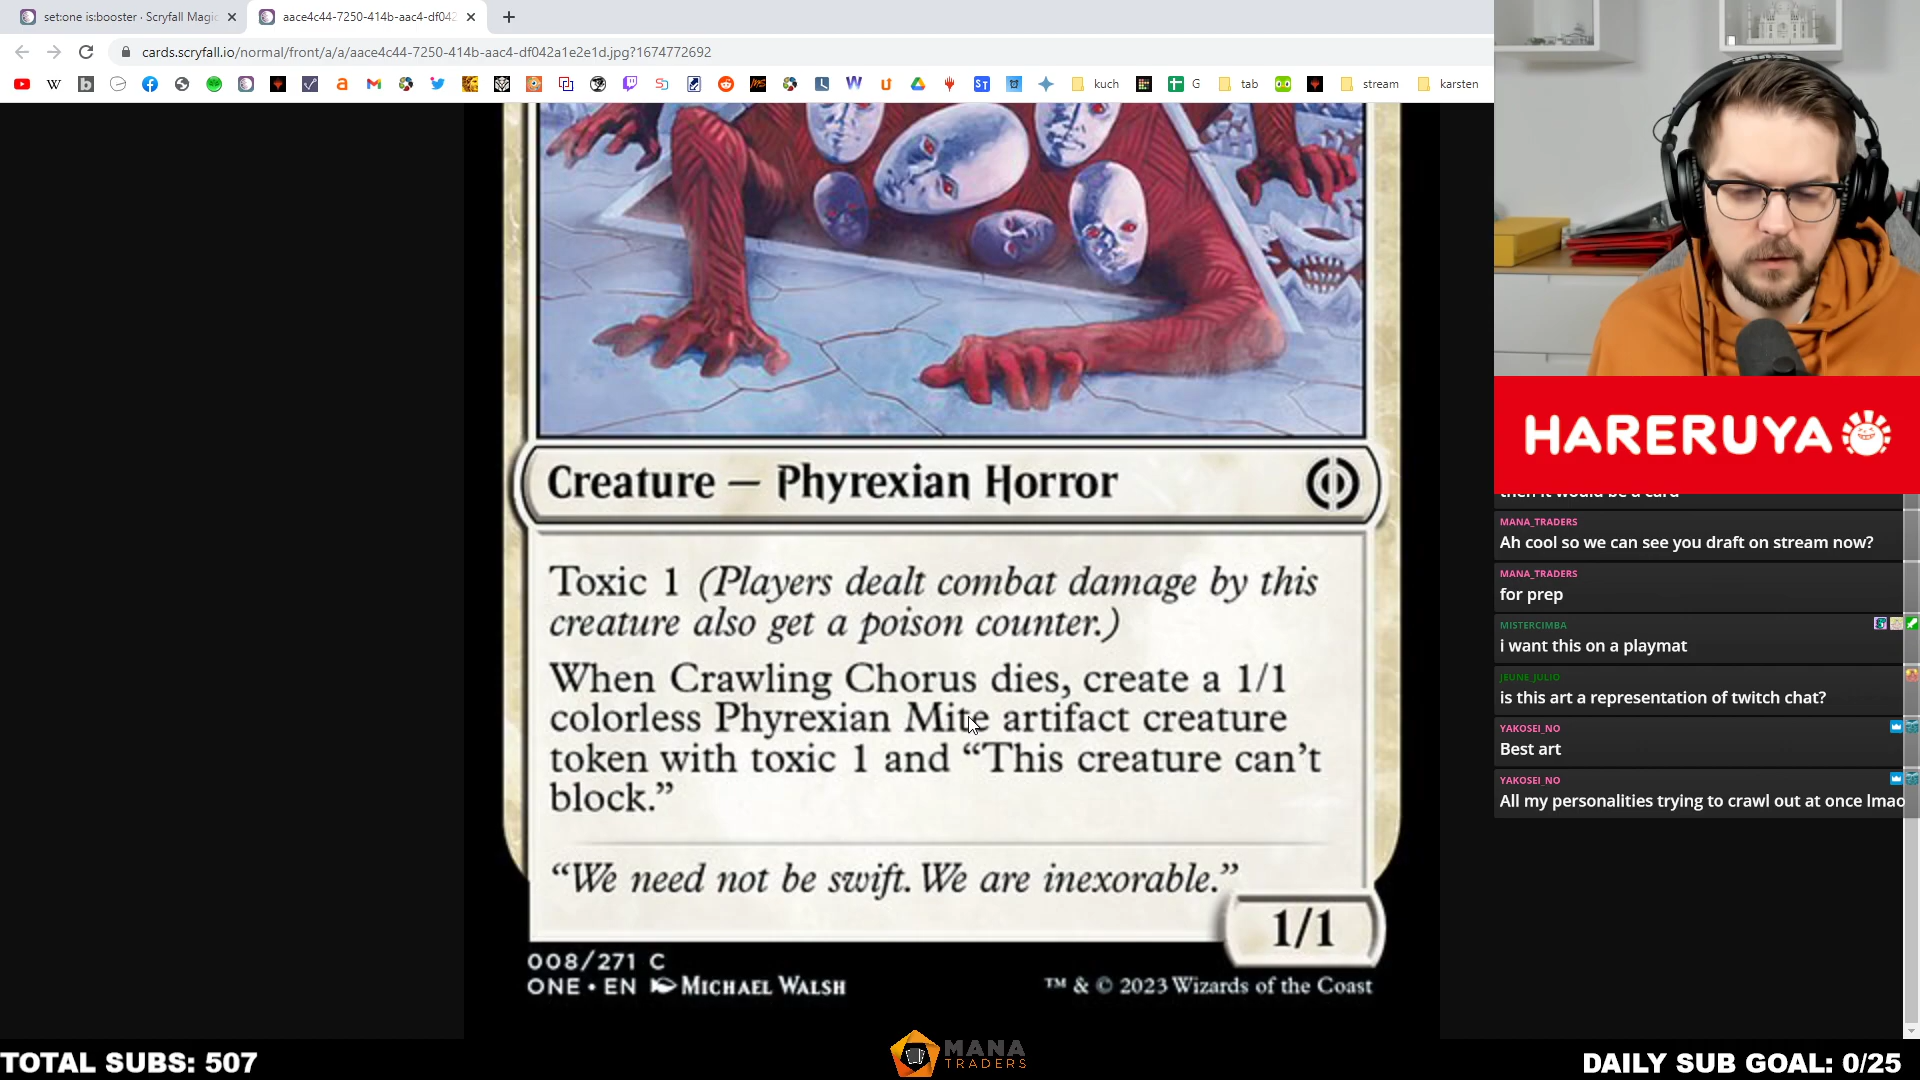 set:one is:booster · Scryfall Magic
aace4c44-7250-414b-aac4-df042
cards.scryfall.io/normal/front/a/a/aace4c44-7250-414b-aac4-df042a1e2e1d.jpg?1674772692
kuch
G
tab
stream
karsten
Creature — Phyrexian Horror
Toxic 1 (Players dealt combat damage by this
creature also get a poison counter.)
When Crawling Chorus dies, create a 1/1
colorless Phyrexian Mite artifact creature
token with toxic 1 and “This creature can’t
block.”
“We need not be swift. We are inexorable.”
1/1
008/271 C
ONE • EN MICHAEL WALSH
™ & © 2023 Wizards of the Coast
HARERUYA
then it would be a card
MANA_TRADERS
Ah cool so we can see you draft on stream now?
MANA_TRADERS
for prep
MISTERCIMBA
i want this on a playmat
JEUNE_JULIO
is this art a representation of twitch chat?
YAKOSEI_NO
Best art
YAKOSEI_NO
All my personalities trying to crawl out at once lmao
TOTAL SUBS: 507
MANA
TRADERS
DAILY SUB GOAL: 0/25